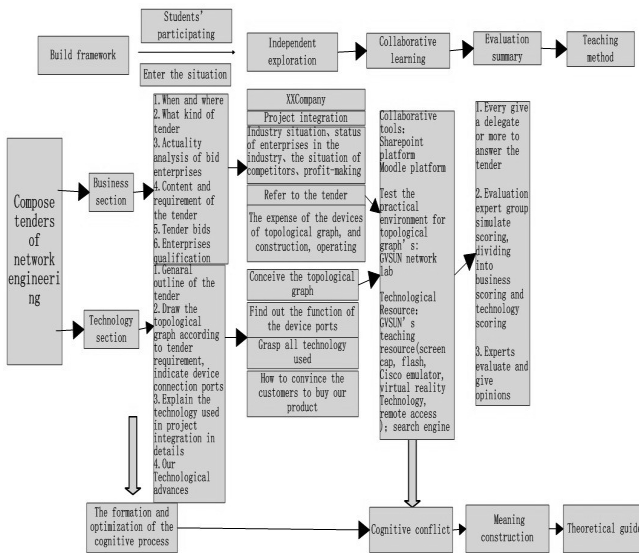 Students'
participating
Build framework
Enter the situation
Independent
exploration
Collaborative
learning
Evaluation
summary
Teaching
method
Compose
tenders
of
network
engineeri
ng
Business
section
Technology
section
1.When and where
2.What kind of
tender
3.Actuality
analysis of bid
enterprises
4.Content and
requirement of
the tender
5.Tender bids
6.Enterprises
qualification
1.Genaral
outline of the
tender
2.Draw the
topological
graph according
to tender
requirement,
indicate device
connection ports
3.Explain the
technology used
in project
integration in
details
4.Our
Technological
advances
XXCompany
Project integration
Industry situation, status
of enterprises in the
industry, the situation of
competitors, profit-making
Refer to the tender
The expense of the devices
of topological graph, and
construction, operating
Conceive the topological
graph
Find out the function of
the device ports
Grasp all technology
used
How to convince the
customers to buy our
product
Collaborative
tools:
Sharepoint
platform
Moodle platform
Test the
practical
environment for
topological
graph's:
GVSUN network
lab
Technological
Resource:
GVSUN's
teaching
resource(screen
cap, flash,
Cisco emulator,
virtual reality
Technology,
remote access
); search engine
1.Every give
a delegate
or more to
answer the
tender
2.Evaluation
expert group
simulate
scoring,
dividing
into
business
scoring and
technology
scoring
3.Experts
evaluate and
give
opinions
The formation and
optimization of the
cognitive process
Cognitive conflict
Meaning
construction
Theoretical guid